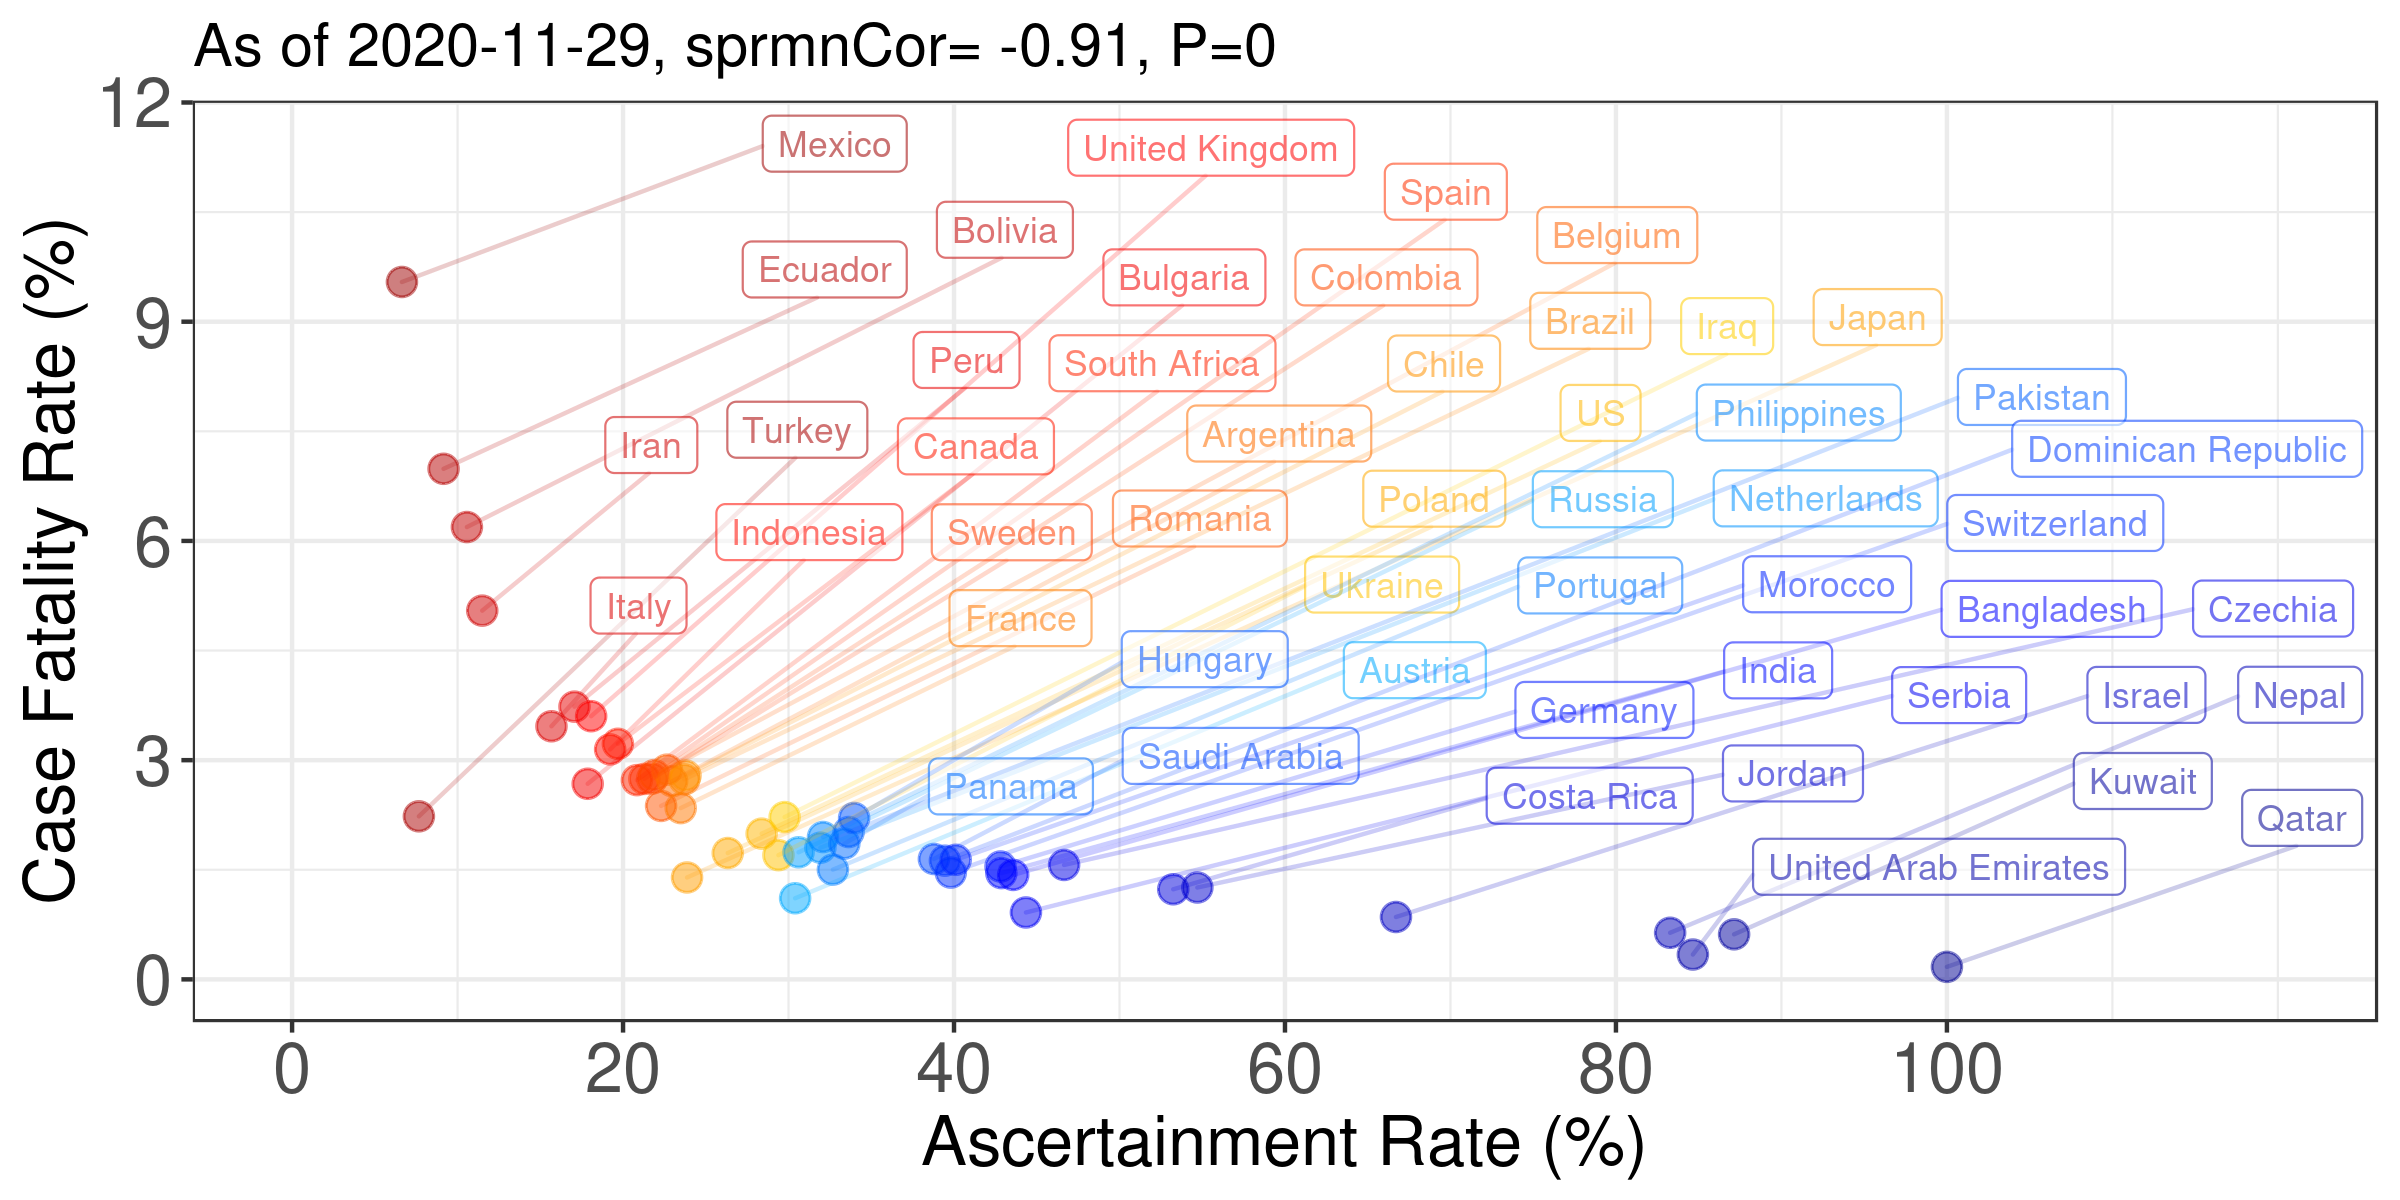 As of 2020-11-29, sprmnCor= -0.91, P=0
12
9
6
3
0
Case Fatality Rate (%)
Mexico
United Kingdom
Spain
Bolivia
Belgium
Ecuador
Bulgaria
Colombia
Brazil
Iraq
Japan
Peru
South Africa
Chile
Pakistan
US
Philippines
Iran
Turkey
Canada
Argentina
Dominican Republic
Indonesia
Sweden
Romania
Poland
Russia
Netherlands
Switzerland
Italy
France
Ukraine
Portugal
Morocco
Bangladesh
Czechia
Hungary
Austria
India
Germany
Serbia
Israel
Nepal
Saudi Arabia
Panama
Costa Rica
Jordan
Kuwait
Qatar
United Arab Emirates
0 20 40 60 80 100
Ascertainment Rate (%)